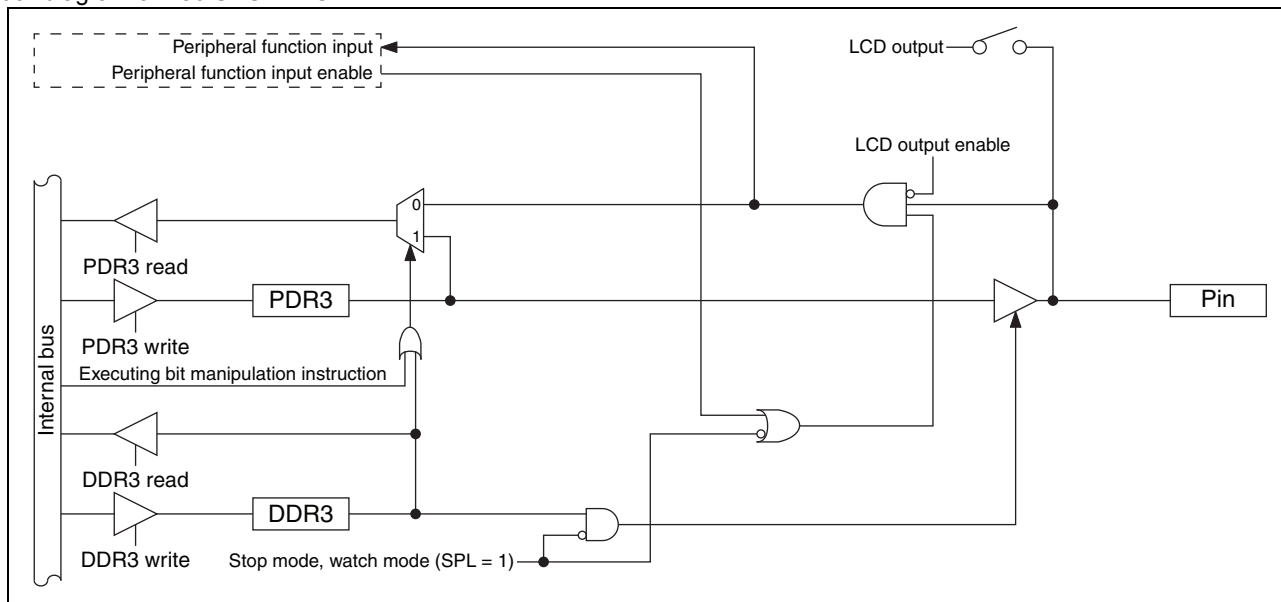 Peripheral function input
LCD output
Peripheral function input enable
LCD output enable
0
1
PDR3 read
PDR3
Pin
PDR3 write
Executing bit manipulation instruction
Internal bus
DDR3 read
DDR3
DDR3 write
Stop mode, watch mode (SPL = 1)